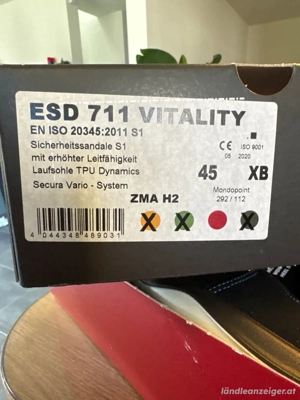 ESD 711 VITALITY
EN ISO 20345:2011 S1
Sicherheitssandale S1
mit erhöhter Leitfähigkeit
Laufsohle TPU Dynamics
Secura Vario - System
CE ISO 9001
05 2020
45 XB
Mondopoint
292 / 112
ZMA H2
X X X
4 044348 489031
ländleanzeiger.at